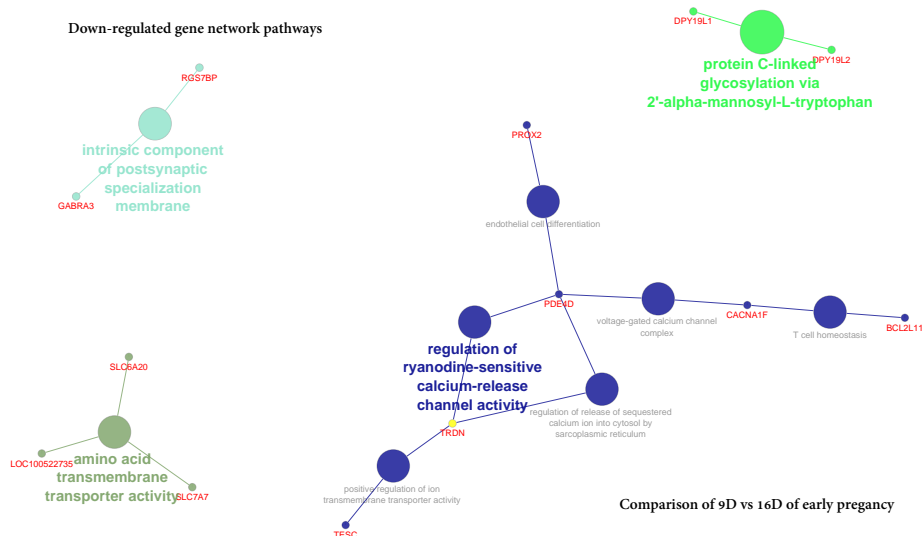 Down-regulated gene network pathways
DPY19L1
DPY19L2
protein C-linked
glycosylation via
2'-alpha-mannosyl-L-tryptophan
RGS7BP
intrinsic component
of postsynaptic
specialization
membrane
GABRA3
PROX2
endothelial cell differentiation
PDE4D
voltage-gated calcium channel
complex
CACNA1F
T cell homeostasis
BCL2L11
regulation of
ryanodine-sensitive
calcium-release
channel activity
regulation of release of sequestered
calcium ion into cytosol by
sarcoplasmic reticulum
TRDN
positive regulation of ion
transmembrane transporter activity
TESC
SLC6A20
LOC100522735
amino acid
transmembrane
transporter activity
SLC7A7
Comparison of 9D vs 16D of early pregancy